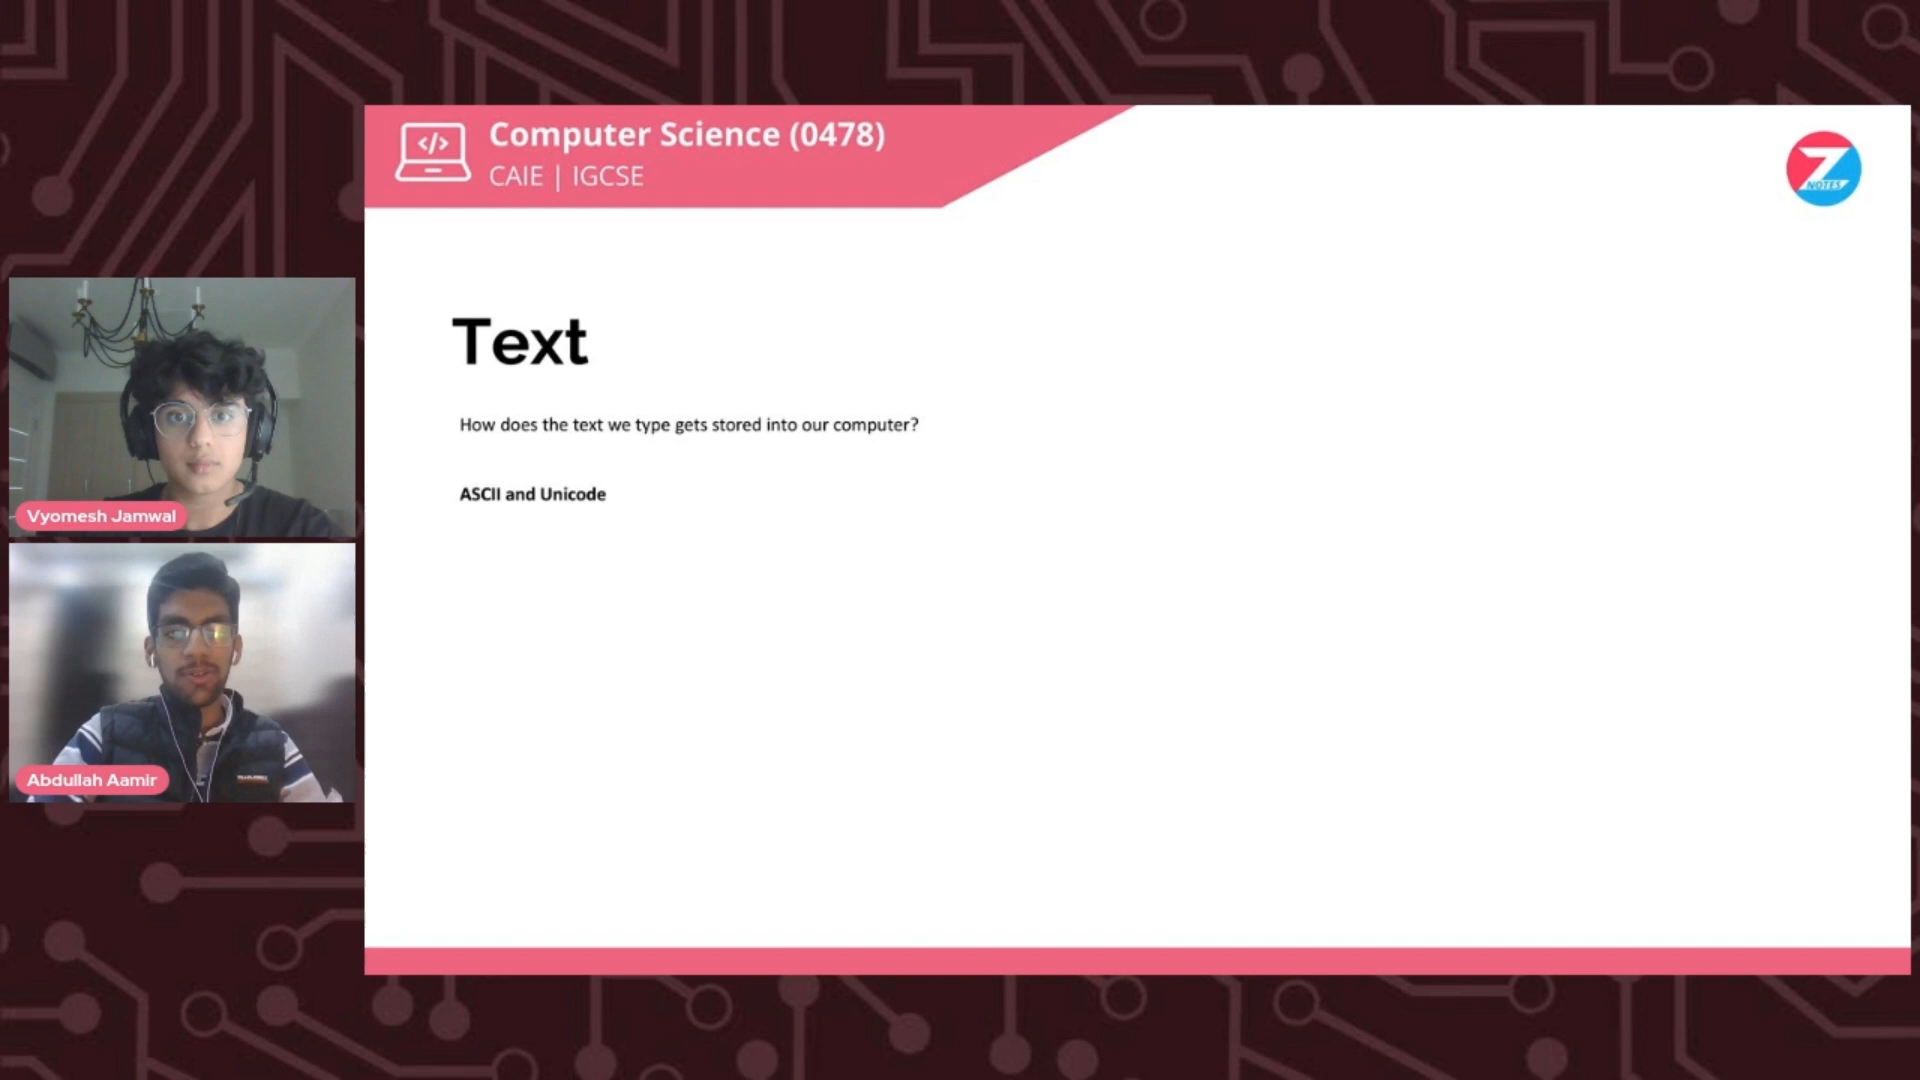 Computer Science (0478)
CAIE | IGCSE
Z
NOTES
Text
How does the text we type gets stored into our computer?
ASCII and Unicode
Vyomesh Jamwal
Abdullah Aamir